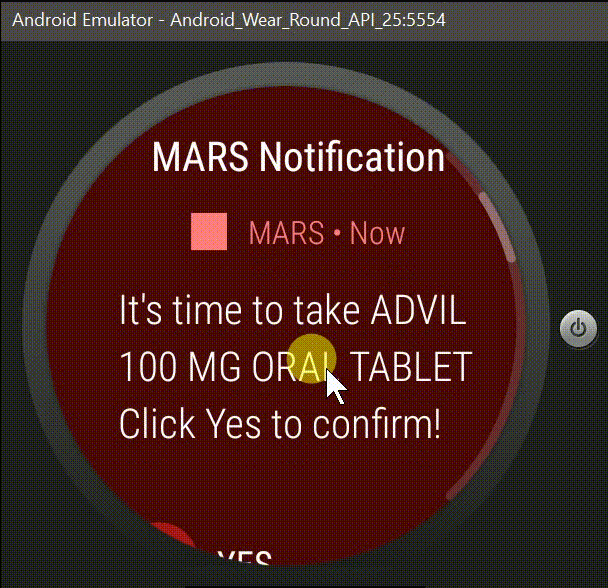 Android Emulator - Android_Wear_Round_API_25:5554
MARS Notification
MARS • Now
It's time to take ADVIL
100 MG ORAL TABLET
Click Yes to confirm!
YES